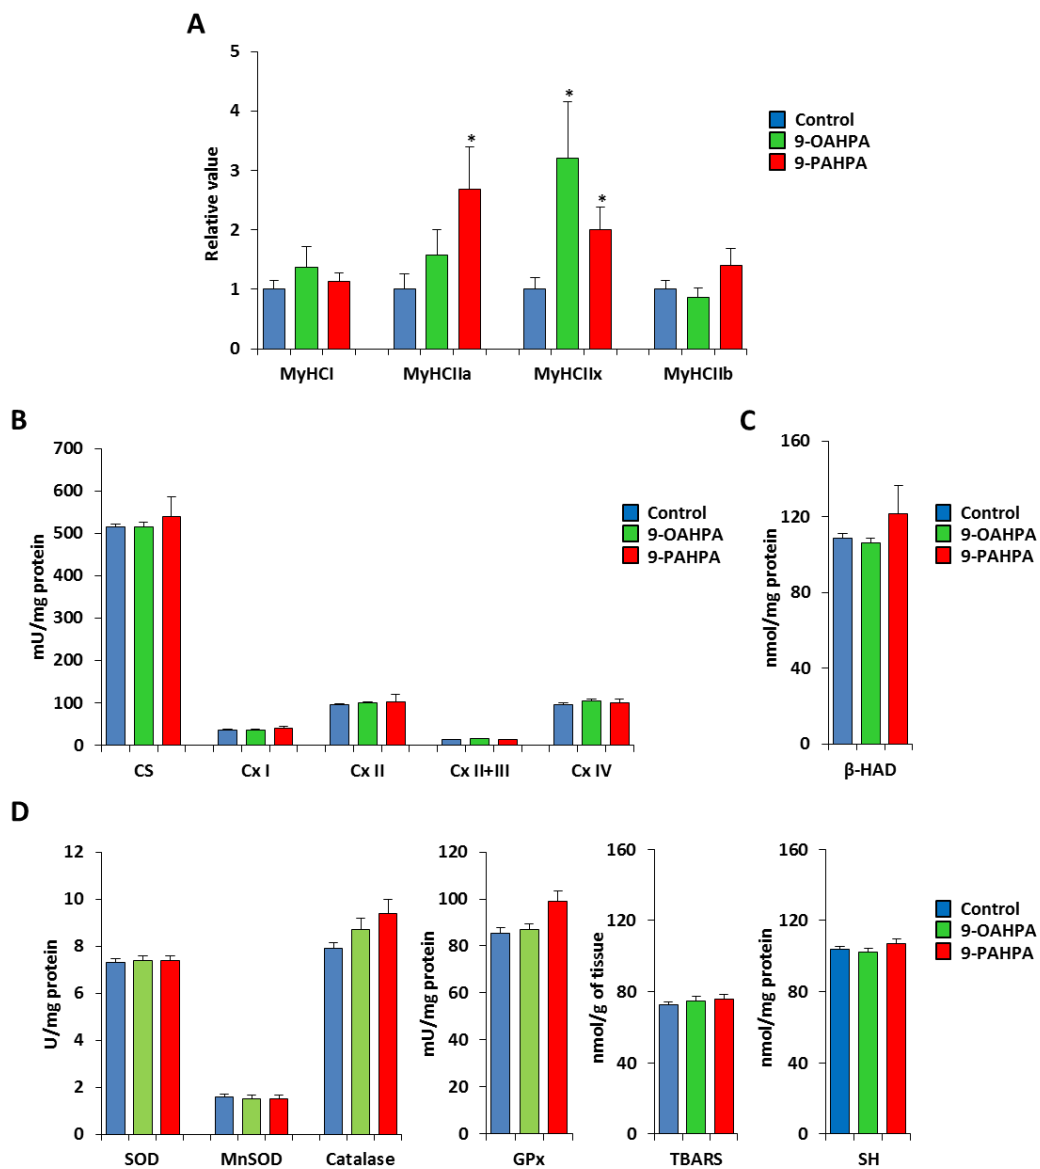 A
5
4
3
2
1
0
Relative value
*
*
*
MyHCI
MyHCIIa
MyHCIIx
MyHCIIb
Control
9-OAHPA
9-PAHPA
B
700
600
500
400
300
200
100
0
mU/mg protein
CS
Cx I
Cx II
Cx II+III
Cx IV
Control
9-OAHPA
9-PAHPA
C
160
120
80
40
0
nmol/mg protein
β-HAD
Control
9-OAHPA
9-PAHPA
D
12
10
8
6
4
2
0
U/mg protein
SOD
MnSOD
Catalase
120
100
80
60
40
20
0
mU/mg protein
GPx
160
120
80
40
0
nmol/g of tissue
TBARS
160
120
80
40
0
nmol/mg protein
SH
Control
9-OAHPA
9-PAHPA